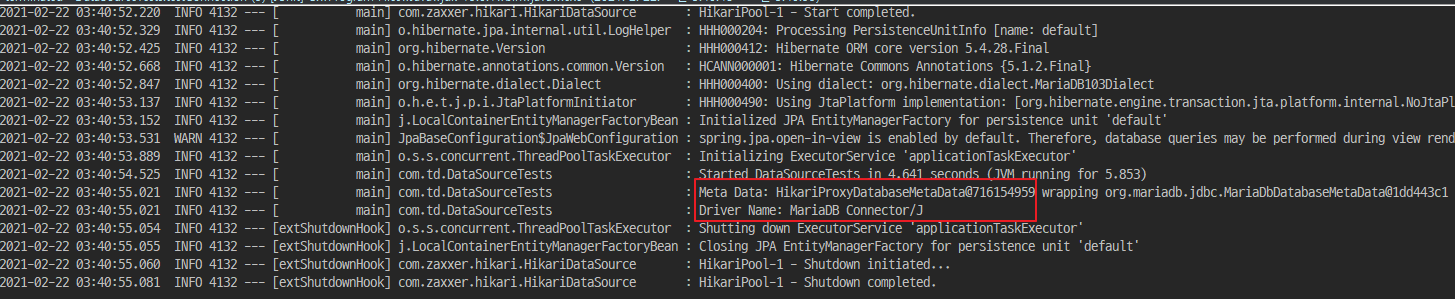 2021-02-22 03:40:52.220  INFO 4132 --- [           main] com.zaxxer.hikari.HikariDataSource       : HikariPool-1 - Start completed.
2021-02-22 03:40:52.329  INFO 4132 --- [           main] o.hibernate.jpa.internal.util.LogHelper  : HHH000204: Processing PersistenceUnitInfo [name: default]
2021-02-22 03:40:52.425  INFO 4132 --- [           main] org.hibernate.Version                    : HHH000412: Hibernate ORM core version 5.4.28.Final
2021-02-22 03:40:52.668  INFO 4132 --- [           main] o.hibernate.annotations.common.Version   : HCANN000001: Hibernate Commons Annotations {5.1.2.Final}
2021-02-22 03:40:52.847  INFO 4132 --- [           main] org.hibernate.dialect.Dialect            : HHH000400: Using dialect: org.hibernate.dialect.MariaDB103Dialect
2021-02-22 03:40:53.137  INFO 4132 --- [           main] o.h.e.t.j.p.i.JtaPlatformInitiator       : HHH000490: Using JtaPlatform implementation: [org.hibernate.engine.transaction.jta.platform.internal.NoJtaPl
2021-02-22 03:40:53.152  INFO 4132 --- [           main] j.LocalContainerEntityManagerFactoryBean : Initialized JPA EntityManagerFactory for persistence unit 'default'
2021-02-22 03:40:53.531  WARN 4132 --- [           main] JpaBaseConfiguration$JpaWebConfiguration : spring.jpa.open-in-view is enabled by default. Therefore, database queries may be performed during view rend
2021-02-22 03:40:53.889  INFO 4132 --- [           main] o.s.s.concurrent.ThreadPoolTaskExecutor  : Initializing ExecutorService 'applicationTaskExecutor'
2021-02-22 03:40:54.525  INFO 4132 --- [           main] com.td.DataSourceTests                   : Started DataSourceTests in 4.641 seconds (JVM running for 5.853)
2021-02-22 03:40:55.021  INFO 4132 --- [           main] com.td.DataSourceTests                   : Meta Data: HikariProxyDatabaseMetaData@716154959 wrapping org.mariadb.jdbc.MariaDbDatabaseMetaData@1dd443c1
2021-02-22 03:40:55.021  INFO 4132 --- [           main] com.td.DataSourceTests                   : Driver Name: MariaDB Connector/J
2021-02-22 03:40:55.054  INFO 4132 --- [extShutdownHook] o.s.s.concurrent.ThreadPoolTaskExecutor  : Shutting down ExecutorService 'applicationTaskExecutor'
2021-02-22 03:40:55.055  INFO 4132 --- [extShutdownHook] j.LocalContainerEntityManagerFactoryBean : Closing JPA EntityManagerFactory for persistence unit 'default'
2021-02-22 03:40:55.060  INFO 4132 --- [extShutdownHook] com.zaxxer.hikari.HikariDataSource       : HikariPool-1 - Shutdown initiated...
2021-02-22 03:40:55.081  INFO 4132 --- [extShutdownHook] com.zaxxer.hikari.HikariDataSource       : HikariPool-1 - Shutdown completed.